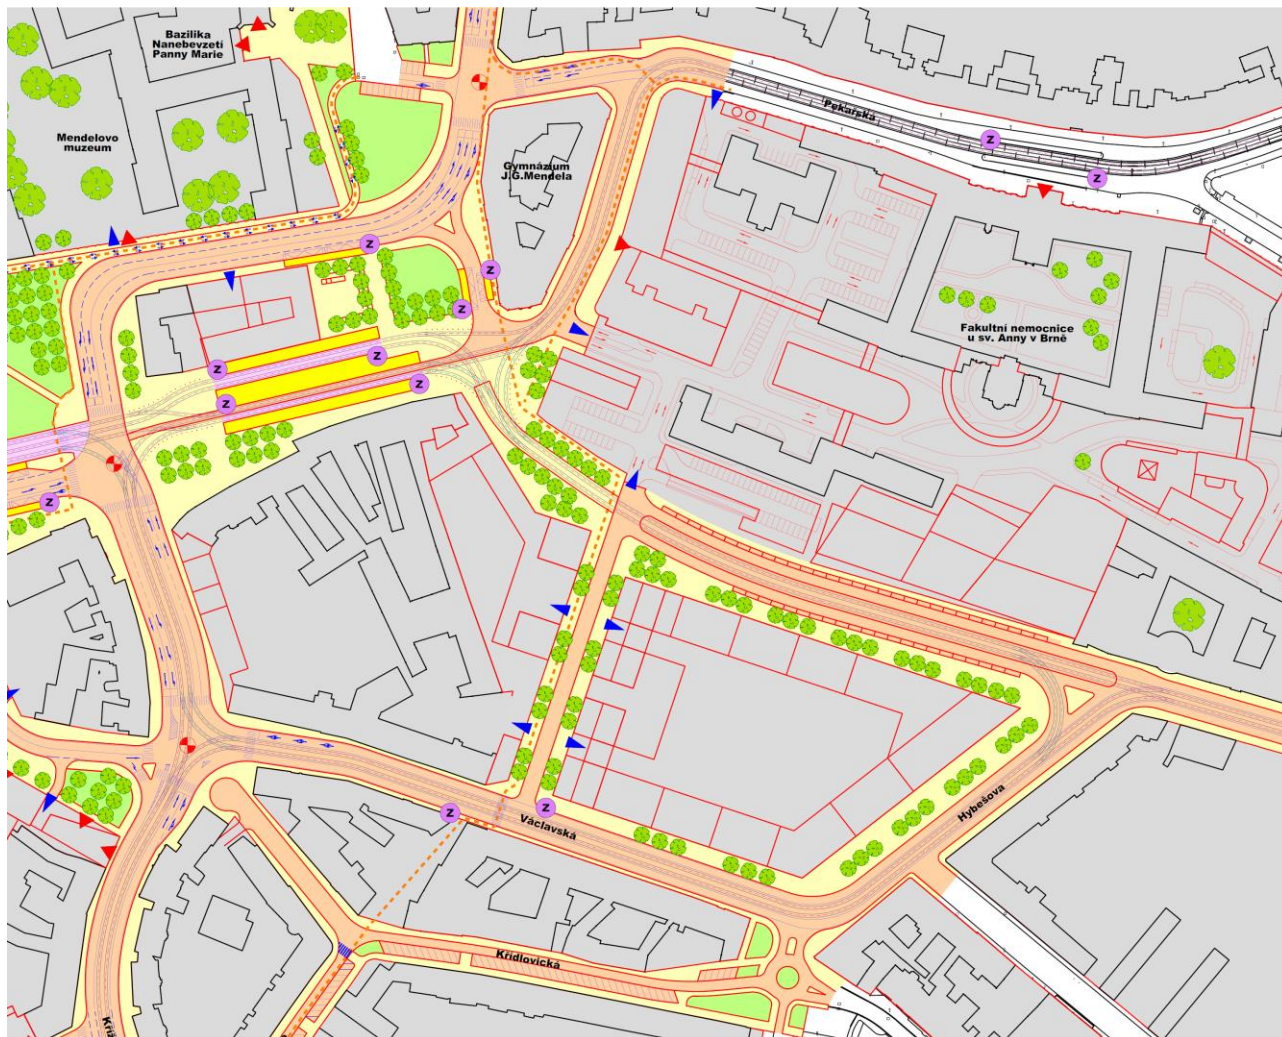 Bazilika
Nanebevzetí
Panny Marie
Mendelovo
muzeum
Gymnázium
J.G.Mendela
Pekařská
Z
Z
Fakultní nemocnice
u sv. Anny v Brně
Z
Z
Z
Z
Z
Z
Z
Z
Z
Z
Václavská
Hybešova
Křídlovická